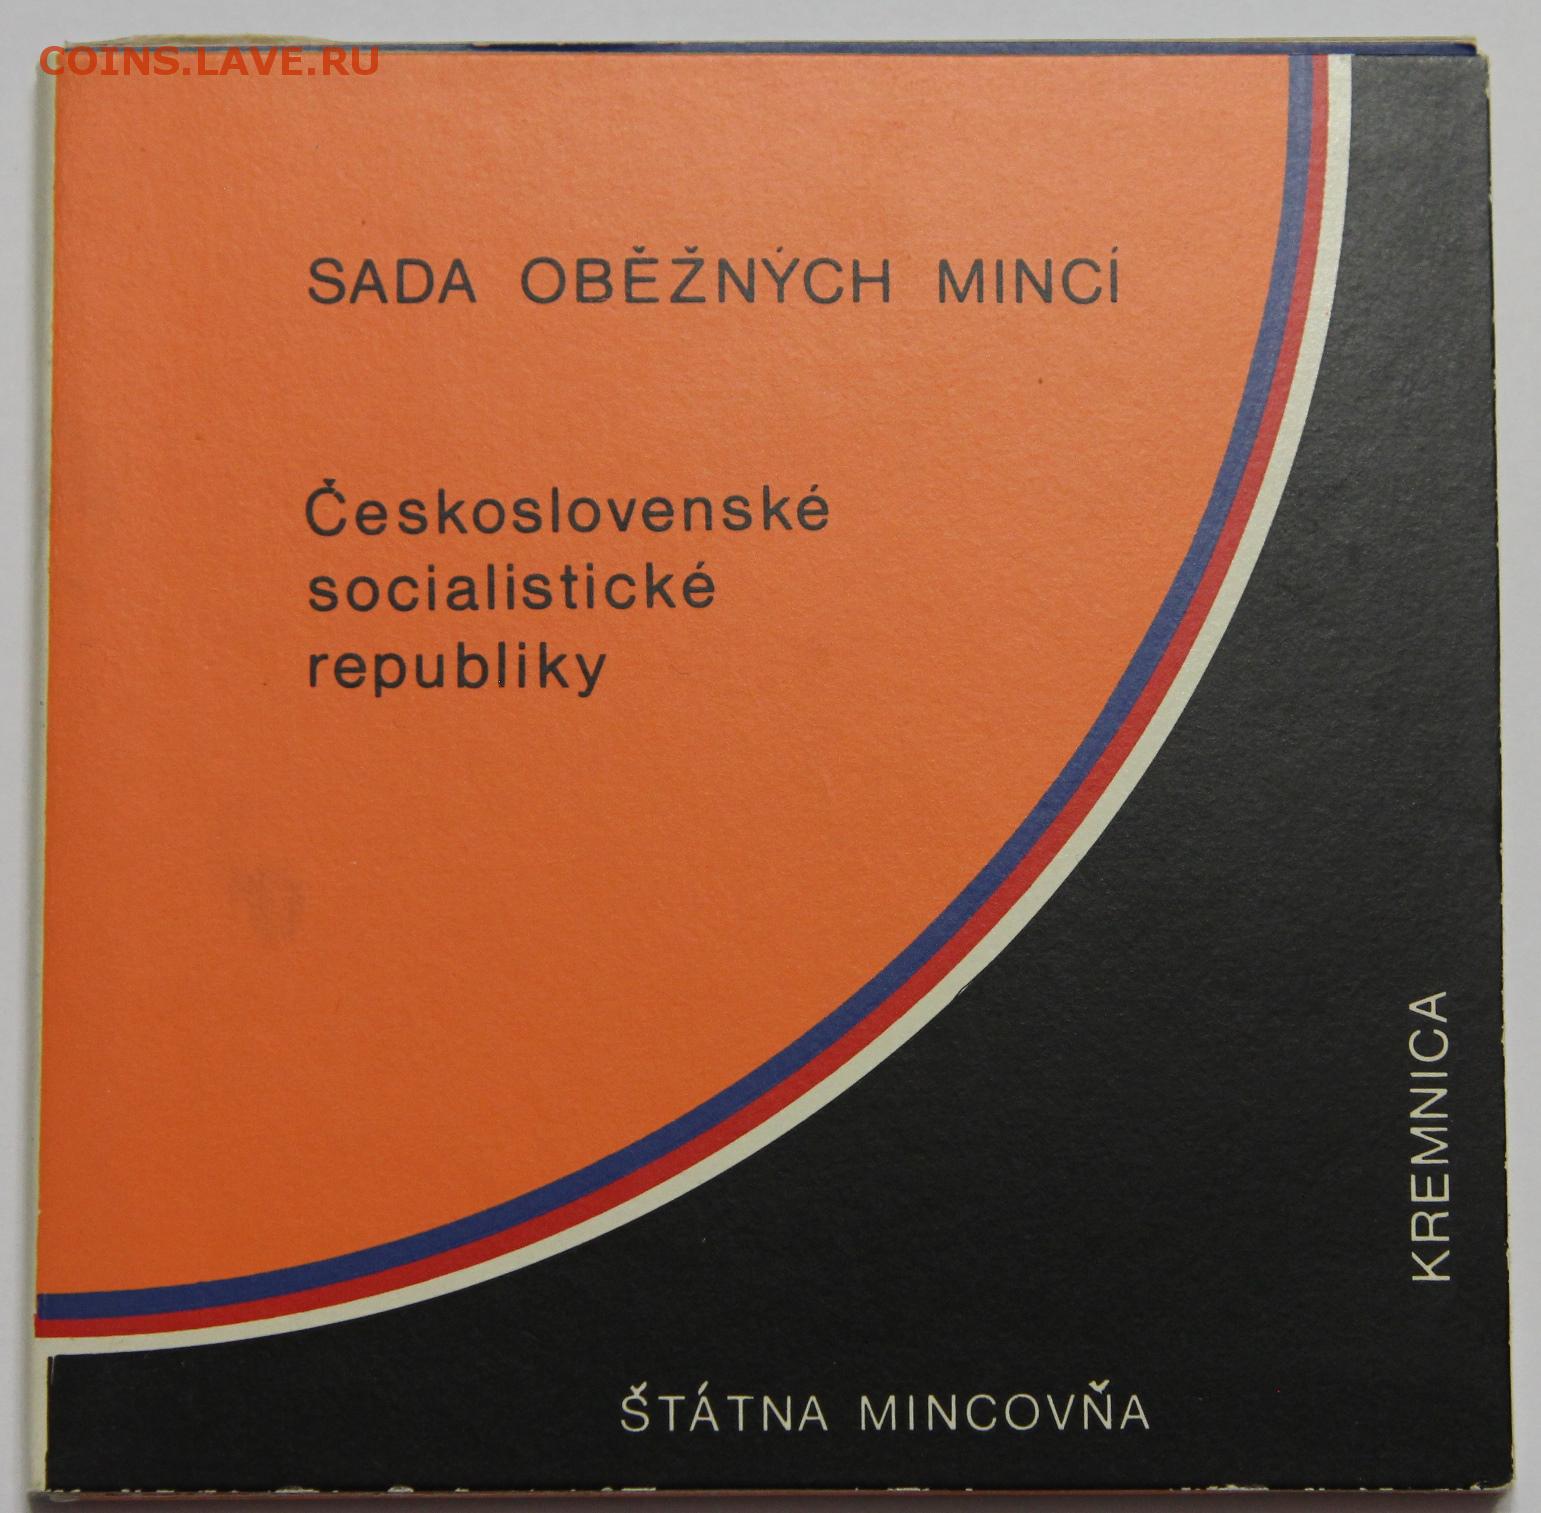 COINS.LAVE.RU
SADA OBĚŽNÝCH MINCÍ
Československé
socialistické
republiky
KREMNICA
ŠTÁTNA MINCOVŇA